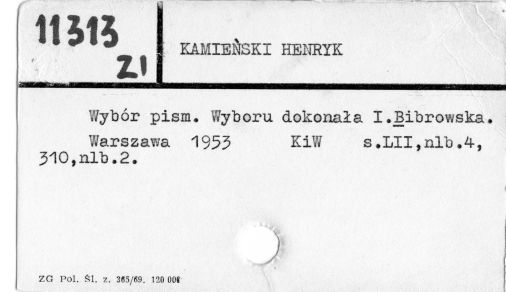 11313
ZI
KAMIEŃSKI HENRYK
Wybór pism. Wyboru dokonała I.Bibrowska.
Warszawa 1953 KiW s.LII,nlb.4,
310,nlb.2.
ZG Pol. Śl. z. 365/69. 120 000